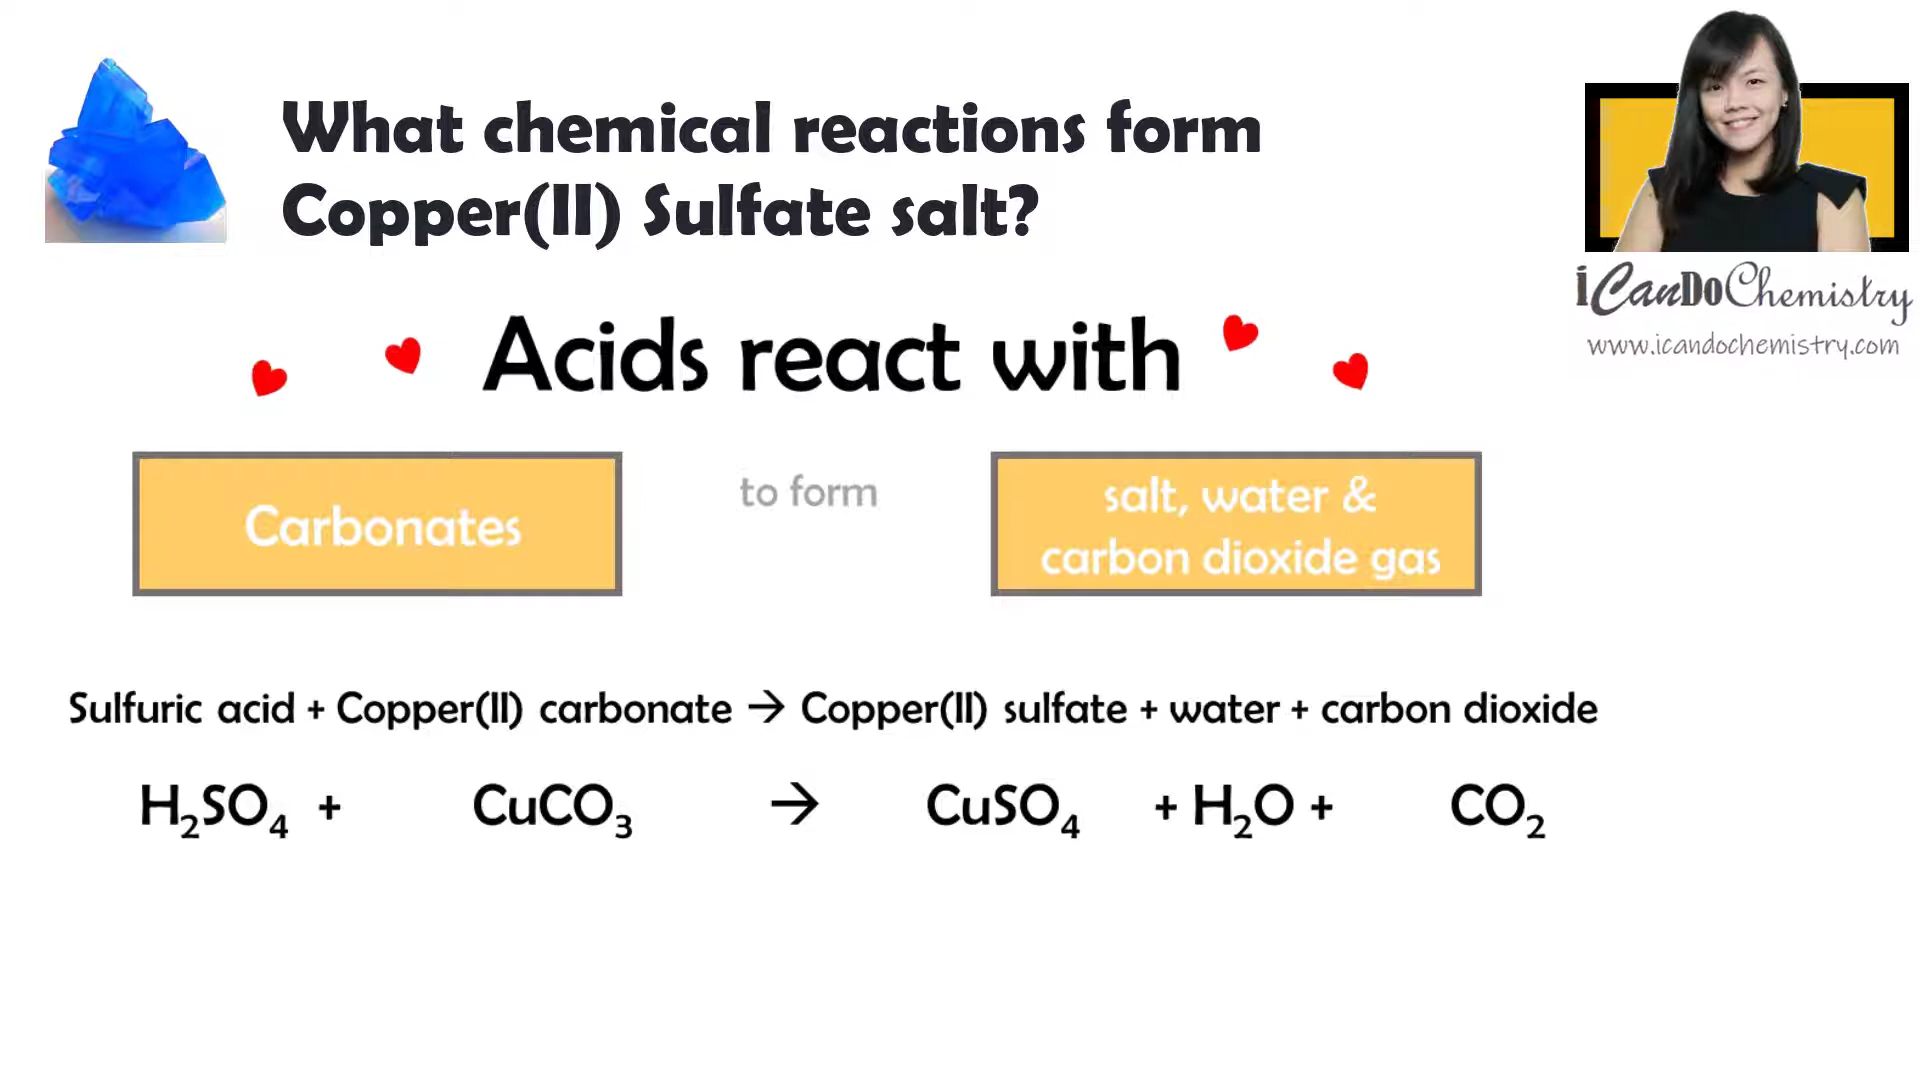 What chemical reactions form
Copper(II) Sulfate salt?
iCanDoChemistry
www.icandochemistry.com
Acids react with
Carbonates
to form
salt, water &
carbon dioxide gas
Sulfuric acid + Copper(II) carbonate → Copper(II) sulfate + water + carbon dioxide
H₂SO₄ + CuCO₃ → CuSO₄ + H₂O + CO₂